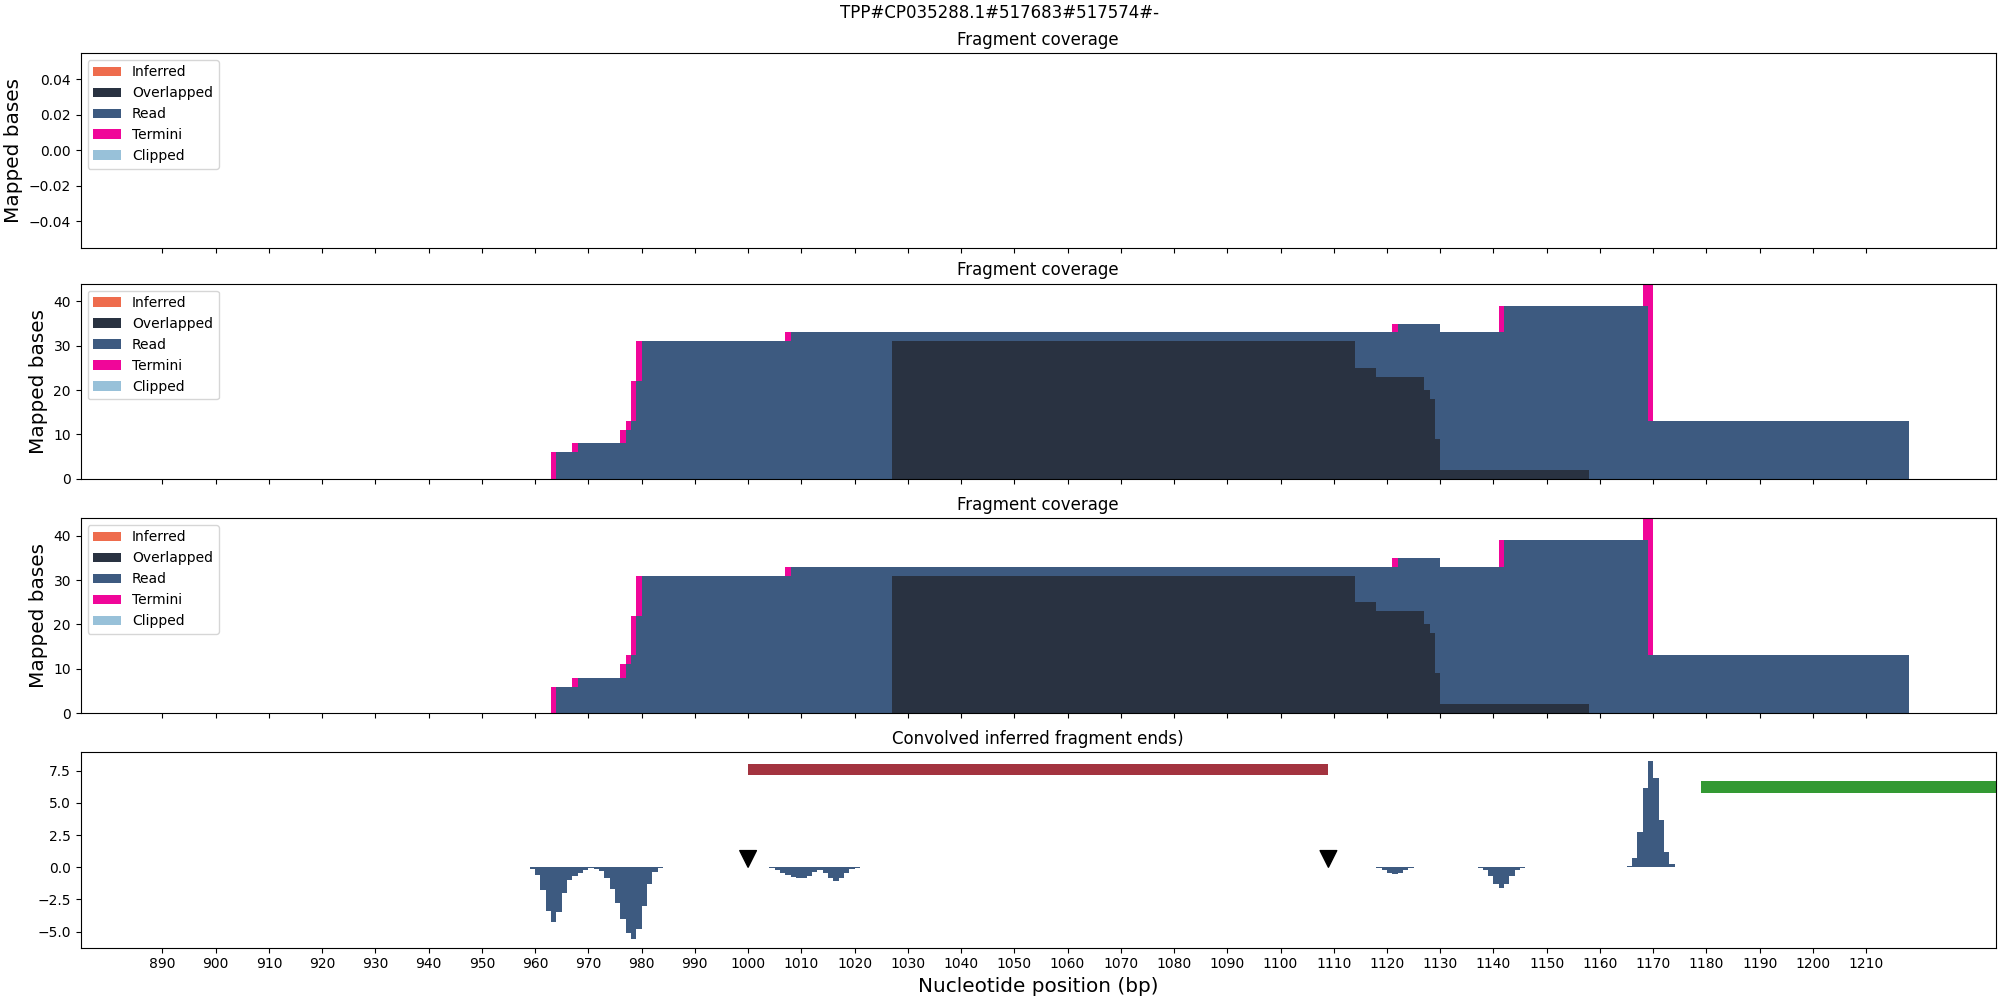 TPP#CP035288.1#517683#517574#-
Fragment coverage
Mapped bases
0.04
0.02
0.00
−0.02
−0.04
Inferred
Overlapped
Read
Termini
Clipped
Fragment coverage
Mapped bases
40
30
20
10
0
Inferred
Overlapped
Read
Termini
Clipped
Fragment coverage
Mapped bases
40
30
20
10
0
Inferred
Overlapped
Read
Termini
Clipped
Convolved inferred fragment ends)
7.5
5.0
2.5
0.0
−2.5
−5.0
890 900 910 920 930 940 950 960 970 980 990 1000 1010 1020 1030 1040 1050 1060 1070 1080 1090 1100 1110 1120 1130 1140 1150 1160 1170 1180 1190 1200 1210
Nucleotide position (bp)